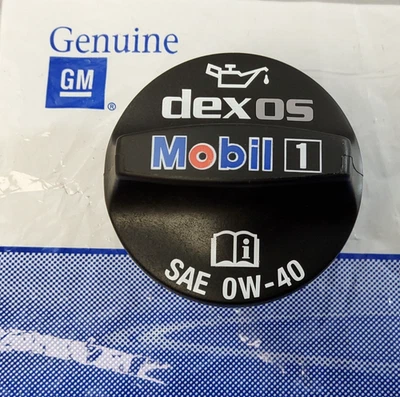 Genuine
GM
®
dexos
Mobil 1
SAE 0W-40